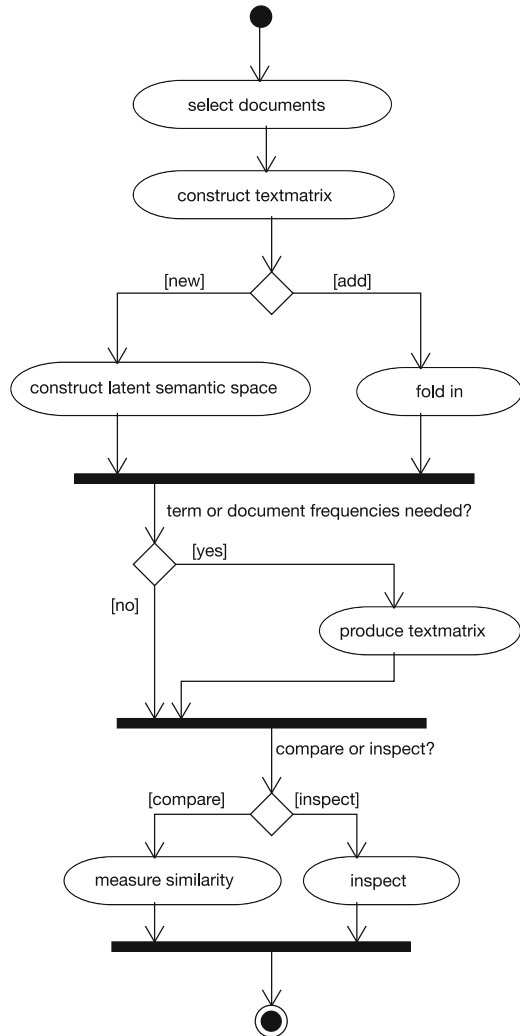 select documents
construct textmatrix
[new]
[add]
construct latent semantic space
fold in
term or document frequencies needed?
[yes]
[no]
produce textmatrix
compare or inspect?
[compare]
[inspect]
measure similarity
inspect